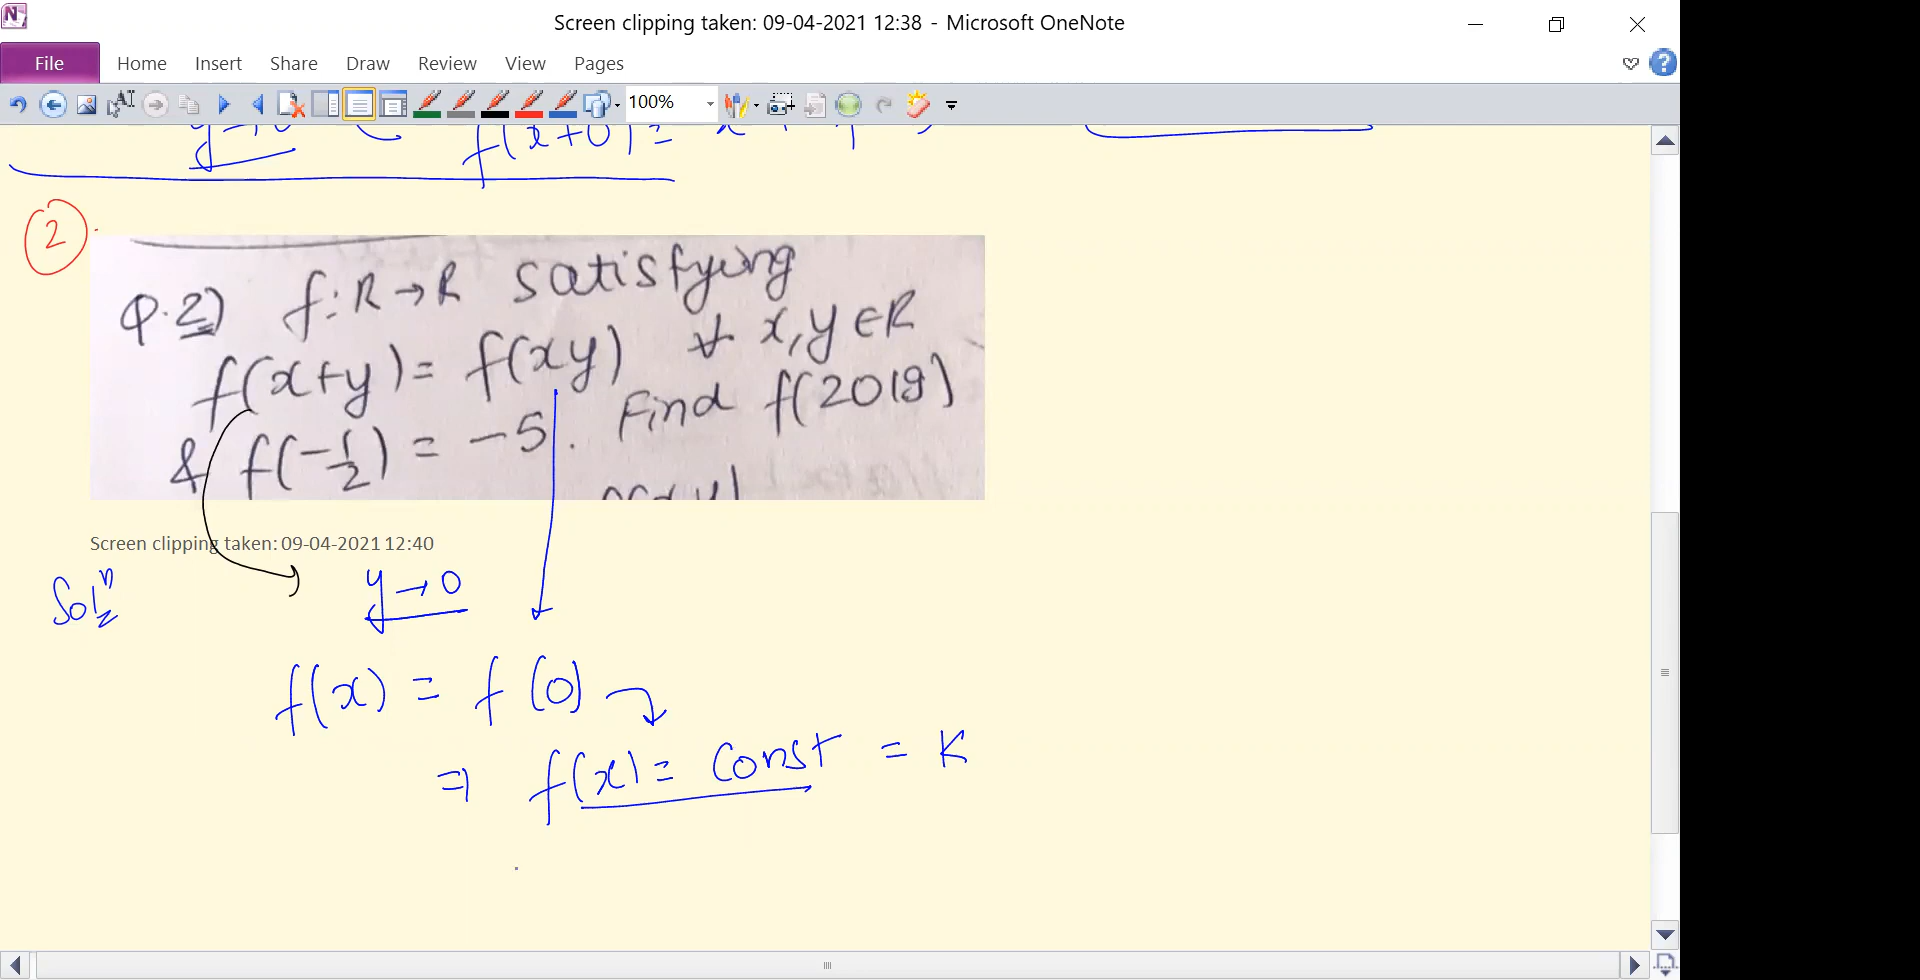 Screen clipping taken: 09-04-2021 12:38 - Microsoft OneNote
File Home Insert Share Draw Review View Pages
100%
f(x+0) =
2
Q.2) f: R → R satisfying
f(x+y) = f(xy) ∀ x, y ∈ R
& f(-1/2) = -5. Find f(2019)
Screen clipping taken: 09-04-2021 12:40
Solⁿ y → 0
f(x) = f(0)
⇒ f(x) = Const = K